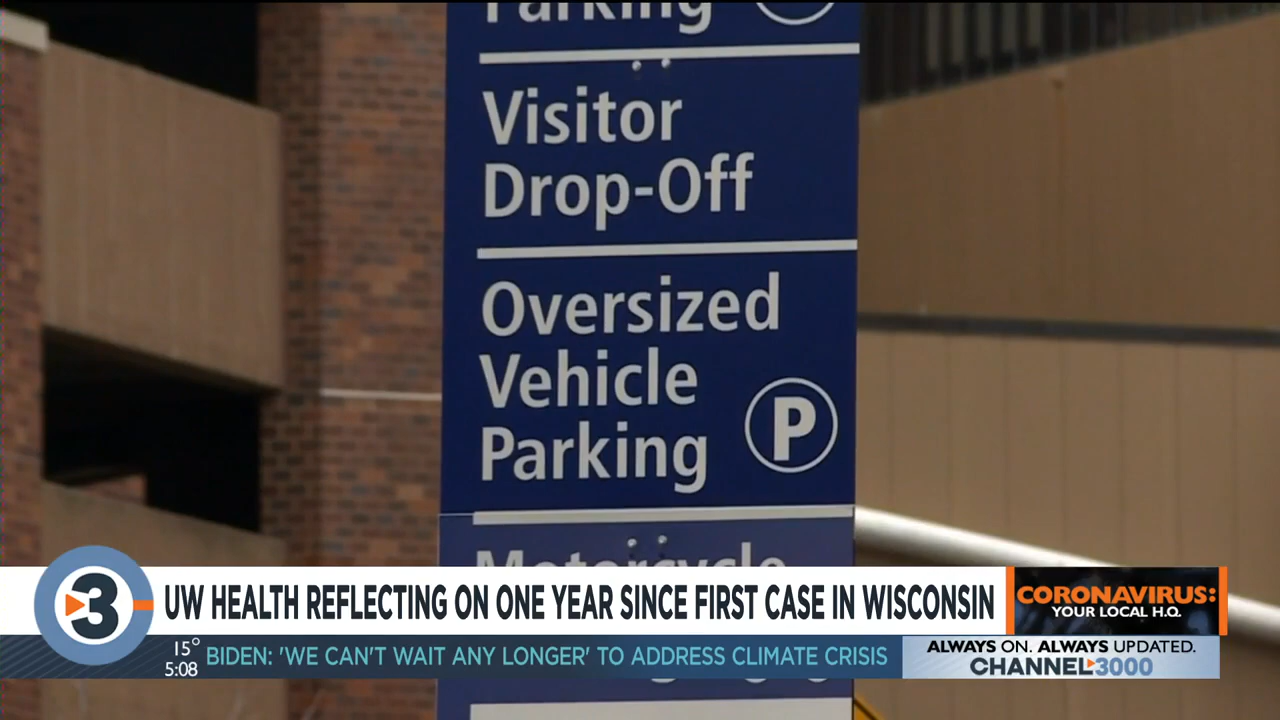 Parking
Visitor
Drop-Off
Oversized
Vehicle
Parking P
Motorcycle
3 UW HEALTH REFLECTING ON ONE YEAR SINCE FIRST CASE IN WISCONSIN
CORONAVIRUS:
YOUR LOCAL H.Q.
15°
5:08
BIDEN: 'WE CAN'T WAIT ANY LONGER' TO ADDRESS CLIMATE CRISIS
ALWAYS ON. ALWAYS UPDATED.
CHANNEL3000